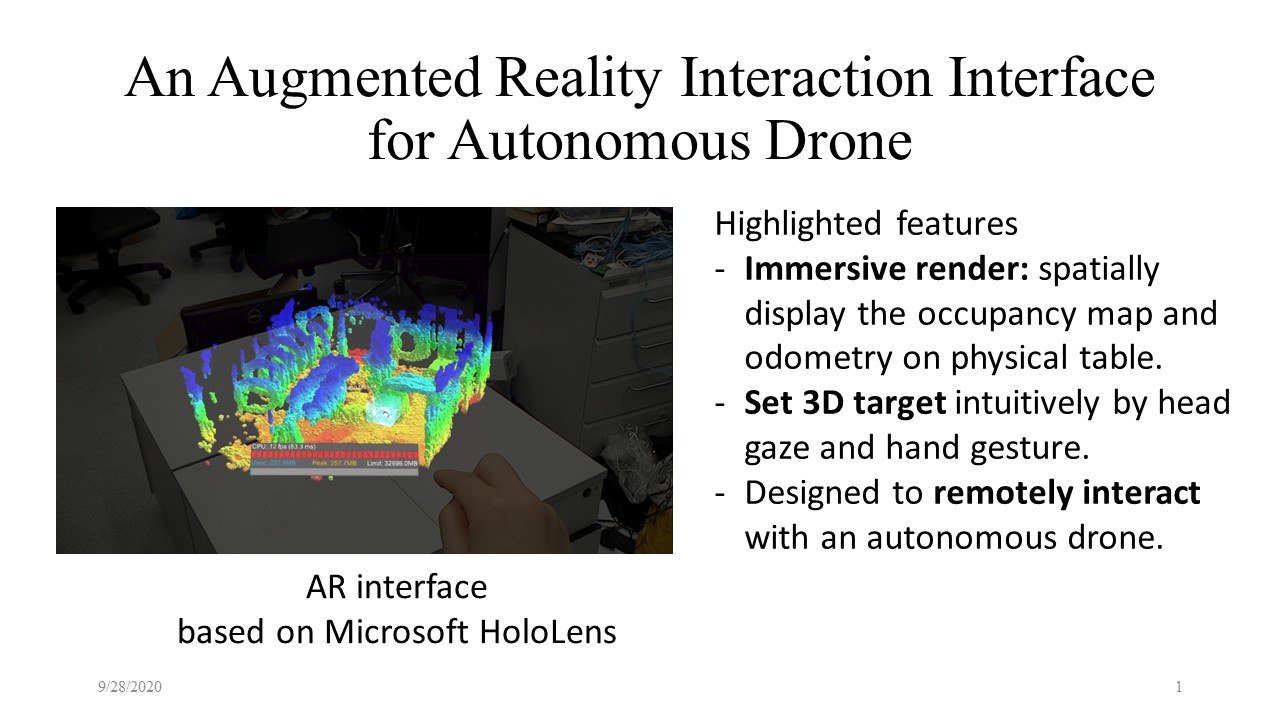 An Augmented Reality Interaction Interface
for Autonomous Drone
Highlighted features
- Immersive render: spatially
display the occupancy map and
odometry on physical table.
- Set 3D target intuitively by head
gaze and hand gesture.
- Designed to remotely interact
with an autonomous drone.
CPU: 12 fps (83.3 ms)
Used: 257.6MB Peak: 257.7MB Limit: 32698.0MB
AR interface
based on Microsoft HoloLens
9/28/2020
1